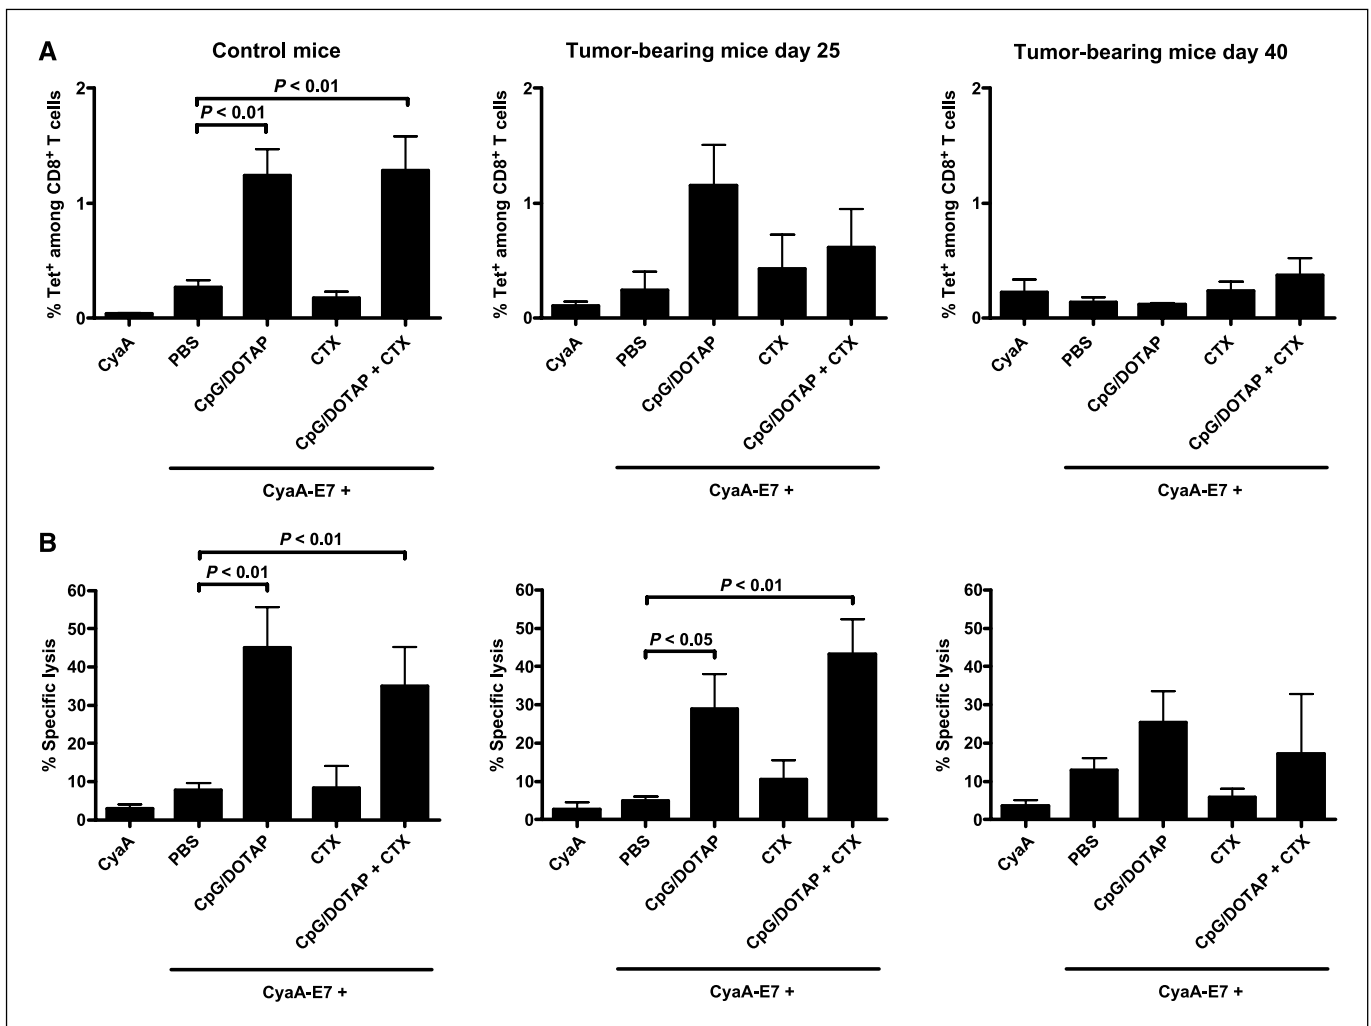 A
Control mice
Tumor-bearing mice day 25
Tumor-bearing mice day 40
% Tet+ among CD8+ T cells
2
1
0
P < 0.01
P < 0.01
CyaA
PBS
CpG/DOTAP
CTX
CpG/DOTAP + CTX
CyaA-E7 +
% Tet+ among CD8+ T cells
2
1
0
CyaA
PBS
CpG/DOTAP
CTX
CpG/DOTAP + CTX
CyaA-E7 +
% Tet+ among CD8+ T cells
2
1
0
CyaA
PBS
CpG/DOTAP
CTX
CpG/DOTAP + CTX
CyaA-E7 +
B
% Specific lysis
60
50
40
30
20
10
0
P < 0.01
P < 0.01
CyaA
PBS
CpG/DOTAP
CTX
CpG/DOTAP + CTX
CyaA-E7 +
% Specific lysis
60
50
40
30
20
10
0
P < 0.01
P < 0.05
CyaA
PBS
CpG/DOTAP
CTX
CpG/DOTAP + CTX
CyaA-E7 +
% Specific lysis
60
50
40
30
20
10
0
CyaA
PBS
CpG/DOTAP
CTX
CpG/DOTAP + CTX
CyaA-E7 +